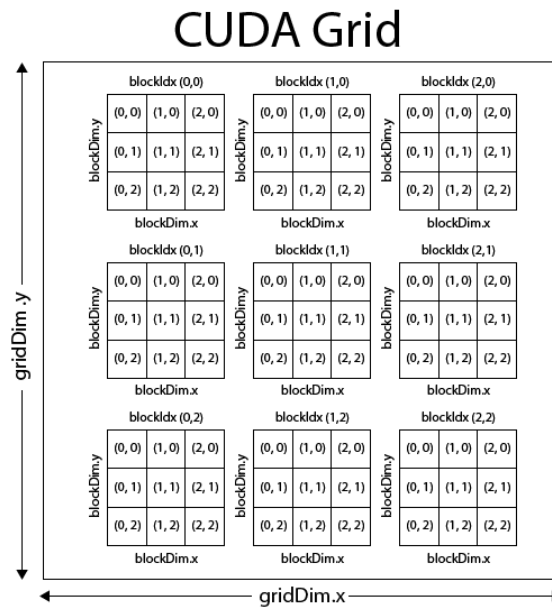 CUDA Grid
blockIdx (0,0) blockIdx (1,0) blockIdx (2,0)
blockDim.y (0, 0) (1, 0) (2, 0) blockDim.y (0, 0) (1, 0) (2, 0) blockDim.y (0, 0) (1, 0) (2, 0)
(0, 1) (1, 1) (2, 1) (0, 1) (1, 1) (2, 1) (0, 1) (1, 1) (2, 1)
(0, 2) (1, 2) (2, 2) (0, 2) (1, 2) (2, 2) (0, 2) (1, 2) (2, 2)
blockDim.x blockDim.x blockDim.x
blockIdx (0,1) blockIdx (1,1) blockIdx (2,1)
gridDim .y
blockDim.y (0, 0) (1, 0) (2, 0) blockDim.y (0, 0) (1, 0) (2, 0) blockDim.y (0, 0) (1, 0) (2, 0)
(0, 1) (1, 1) (2, 1) (0, 1) (1, 1) (2, 1) (0, 1) (1, 1) (2, 1)
(0, 2) (1, 2) (2, 2) (0, 2) (1, 2) (2, 2) (0, 2) (1, 2) (2, 2)
blockDim.x blockDim.x blockDim.x
blockIdx (0,2) blockIdx (1,2) blockIdx (2,2)
blockDim.y (0, 0) (1, 0) (2, 0) blockDim.y (0, 0) (1, 0) (2, 0) blockDim.y (0, 0) (1, 0) (2, 0)
(0, 1) (1, 1) (2, 1) (0, 1) (1, 1) (2, 1) (0, 1) (1, 1) (2, 1)
(0, 2) (1, 2) (2, 2) (0, 2) (1, 2) (2, 2) (0, 2) (1, 2) (2, 2)
blockDim.x blockDim.x blockDim.x
gridDim.x